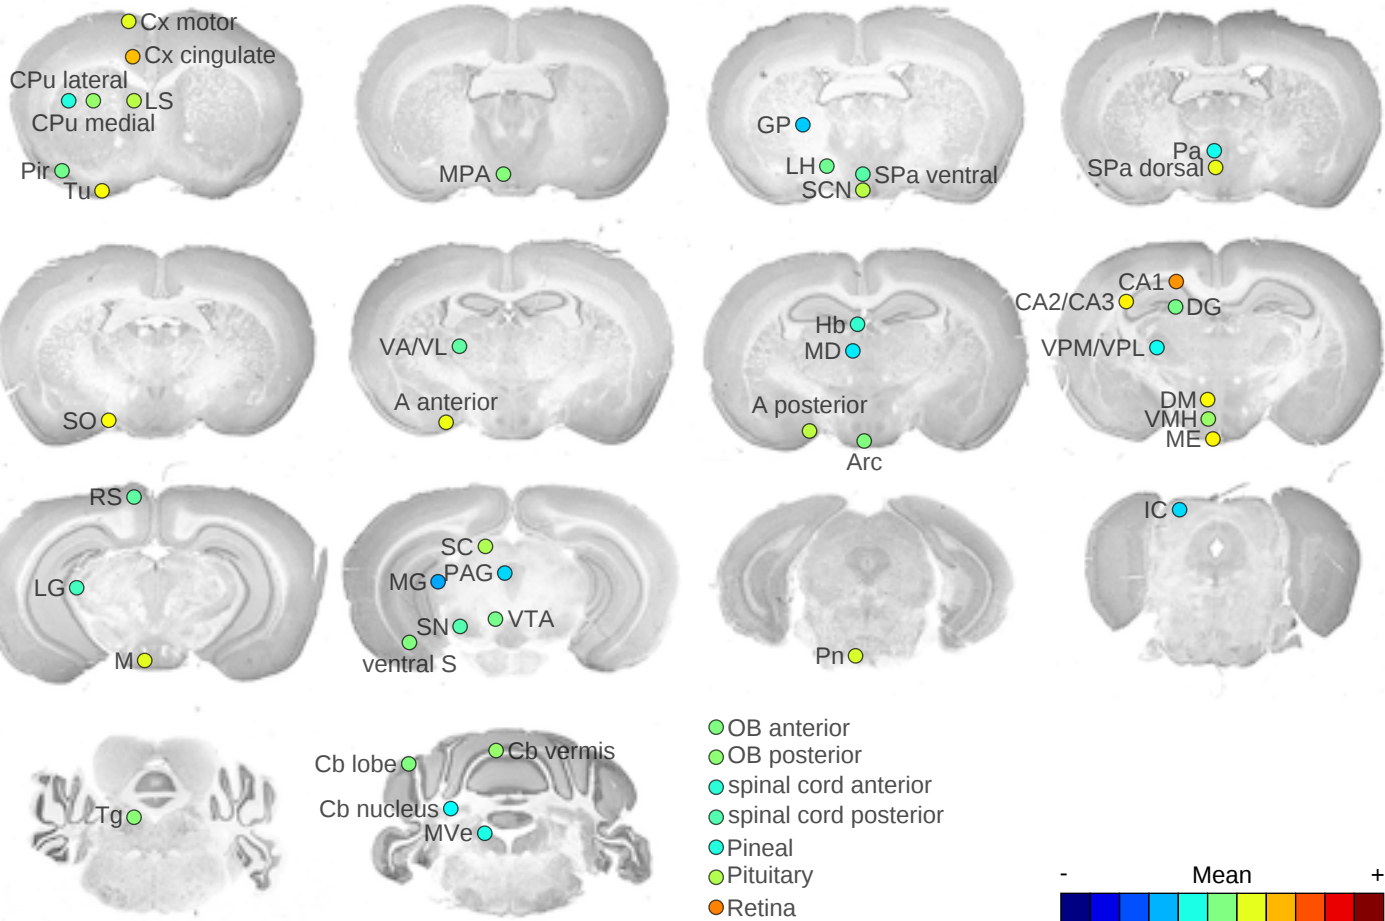 Cx motor
Cx cingulate
CPu lateral
LS
CPu medial
Pir
Tu
MPA
GP
LH
SPa ventral
SCN
Pa
SPa dorsal
SO
VA/VL
A anterior
Hb
MD
A posterior
Arc
CA1
CA2/CA3
DG
VPM/VPL
DM
VMH
ME
RS
LG
M
SC
MG
PAG
SN
VTA
ventral S
Pn
IC
Tg
Cb lobe
Cb vermis
Cb nucleus
MVe
OB anterior
OB posterior
spinal cord anterior
spinal cord posterior
Pineal
Pituitary
Retina
- Mean +